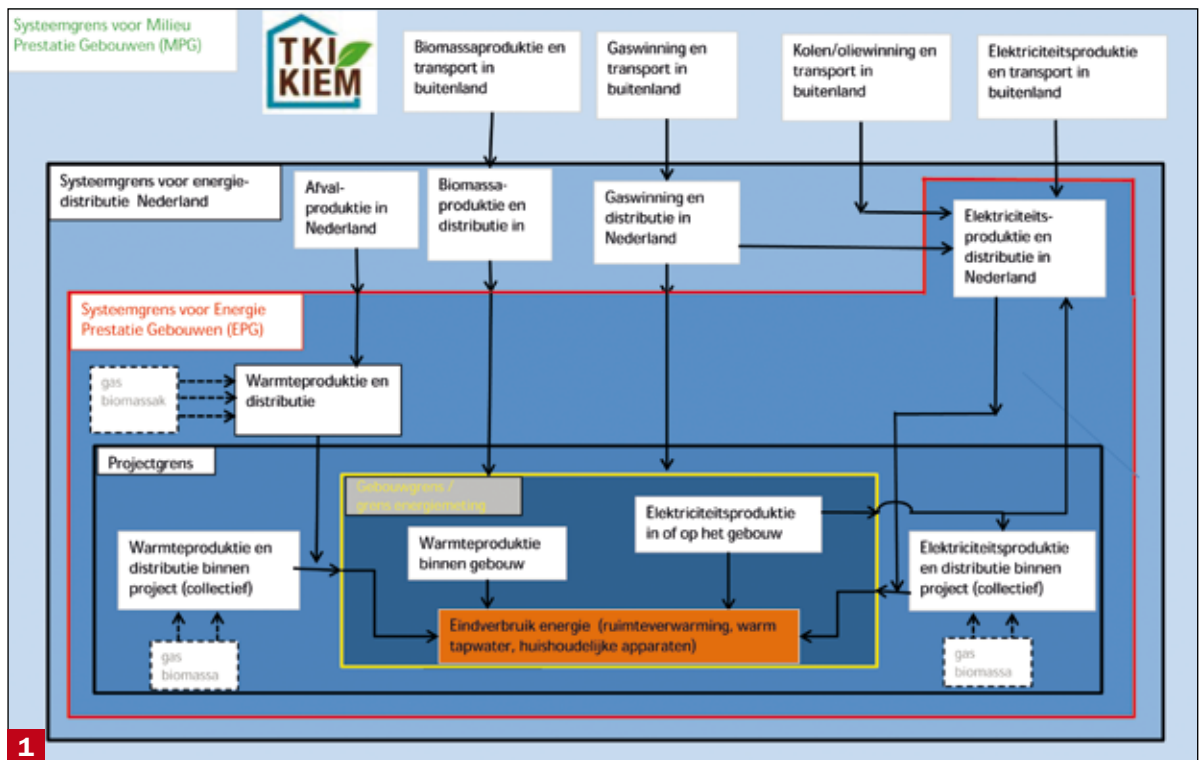 Systeemgrens voor Milieu
Prestatie Gebouwen (MPG)
TKI
KIEM
Biomassaproduktie en
transport in
buitenland
Gaswinning en
transport in
buitenland
Kolen/oliewinning en
transport in
buitenland
Elektriciteitsproduktie
en transport in
buitenland
Systeemgrens voor energie-
distributie Nederland
Afval-
produktie in
Nederland
Biomassa-
produktie en
distributie in
Gaswinning en
distributie in
Nederland
Elektriciteits-
produktie en
distributie in
Nederland
Systeemgrens voor Energie
Prestatie Gebouwen (EPG)
gas
biomassak
Warmteproduktie en
distributie
Projectgrens
Gebouwgrens /
grens energiemeting
Elektriciteitsproduktie
in of op het gebouw
Warmteproduktie
binnen gebouw
Warmteproduktie en
distributie binnen
project (collectief)
Elektriciteitsproduktie
en distributie binnen
project (collectief)
Eindverbruik energie (ruimteverwarming, warm
tapwater, huishoudelijke apparaten)
gas
biomassa
gas
biomassa
1